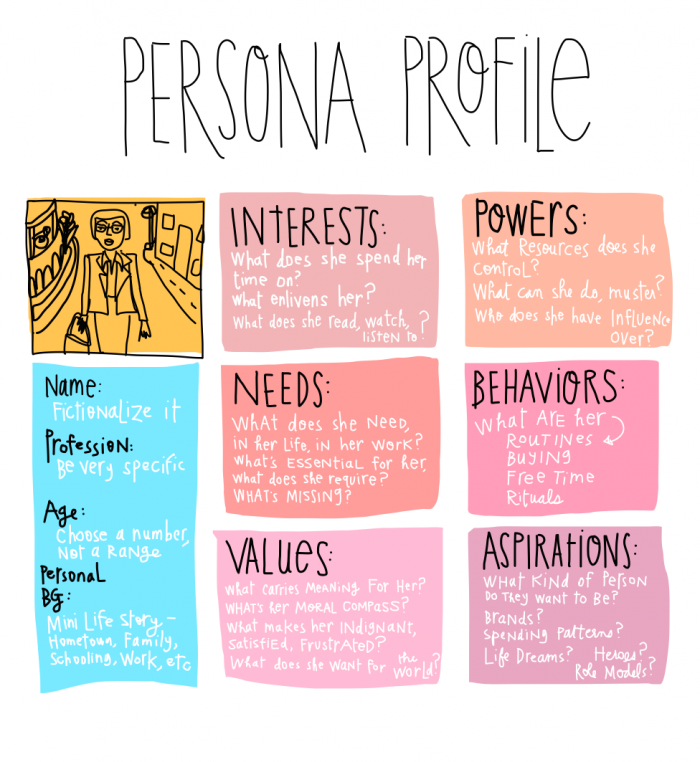 PERSONA PROFILE
INTERESTS:
What does she spend her
time on?
what enlivens her?
What does she read, watch,
listen to?
POWERS:
What Resources does she
control?
What can she do, muster?
Who does she have Influence
over?
Name:
Fictionalize it
Profession:
Be very specific
Age:
Choose a number,
Not a Range
Personal
BG:
Mini Life Story -
Hometown, Family,
Schooling, Work, etc
NEEDS:
What does she need,
in her life, in her work?
What's essential for her,
what does she require?
What's missing?
BEHAVIORS:
What are her
Routines
Buying
Free Time
Rituals
VALUES:
What carries meaning for her?
What's her moral compass?
What makes her indignant,
satisfied, frustrated?
What does she want for the
world?
ASPIRATIONS:
What kind of person
do they want to be?
Brands?
Spending patterns?
Life Dreams? Heroes?
Role Models?